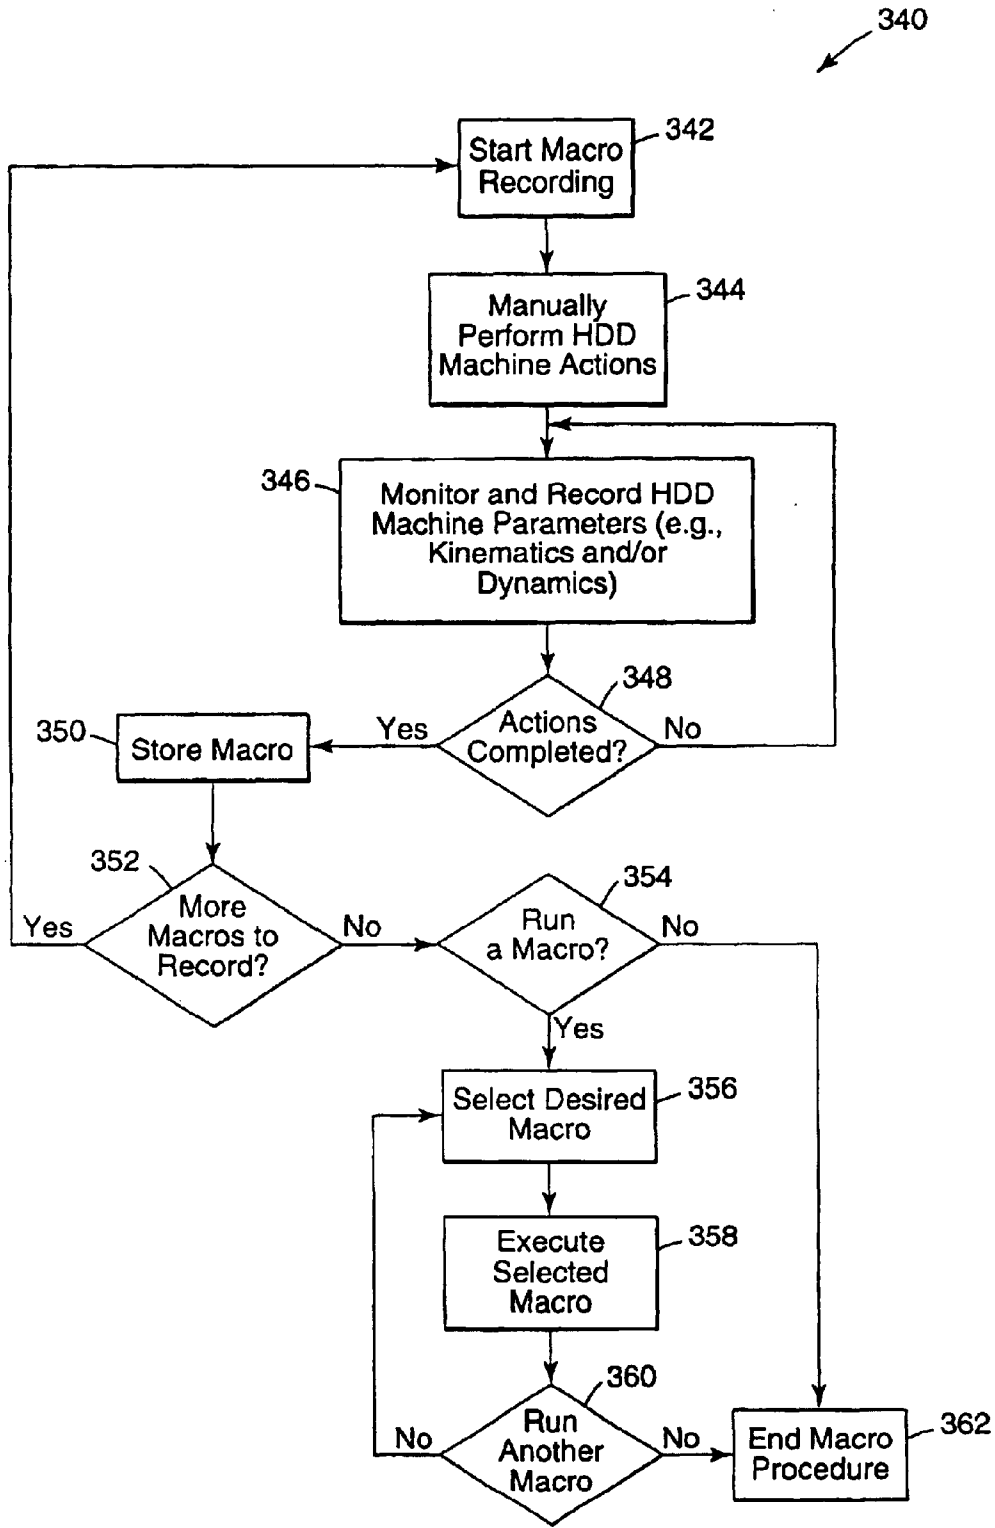 340
Start Macro
Recording
342
Manually
Perform HDD
Machine Actions
344
346
Monitor and Record HDD
Machine Parameters (e.g.,
Kinematics and/or
Dynamics)
348
Actions
Completed?
Yes
No
350
Store Macro
352
More
Macros to
Record?
Yes
No
354
Run
a Macro?
No
Yes
Select Desired
Macro
356
Execute
Selected
Macro
358
360
Run
Another
Macro
No
No
End Macro
Procedure
362